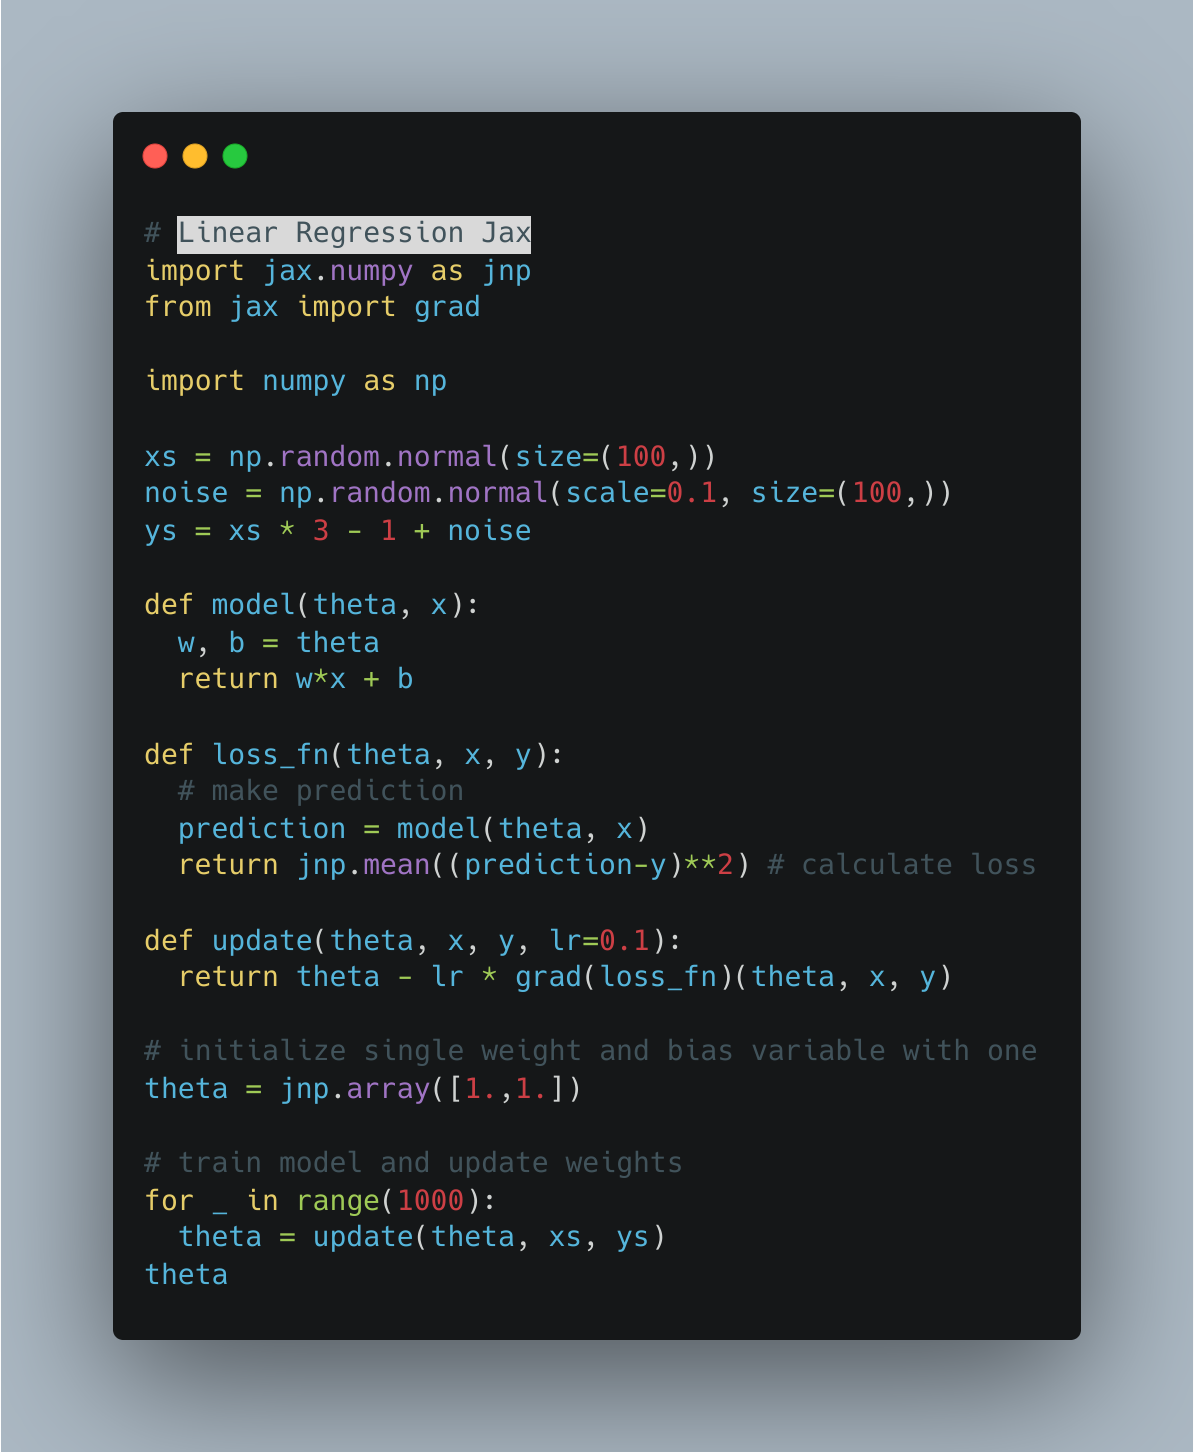 # Linear Regression Jax
import jax.numpy as jnp
from jax import grad

import numpy as np

xs = np.random.normal(size=(100,))
noise = np.random.normal(scale=0.1, size=(100,))
ys = xs * 3 - 1 + noise

def model(theta, x):
  w, b = theta
  return w*x + b

def loss_fn(theta, x, y):
  # make prediction
  prediction = model(theta, x)
  return jnp.mean((prediction-y)**2) # calculate loss

def update(theta, x, y, lr=0.1):
  return theta - lr * grad(loss_fn)(theta, x, y)

# initialize single weight and bias variable with one
theta = jnp.array([1.,1.])

# train model and update weights
for _ in range(1000):
  theta = update(theta, xs, ys)
theta